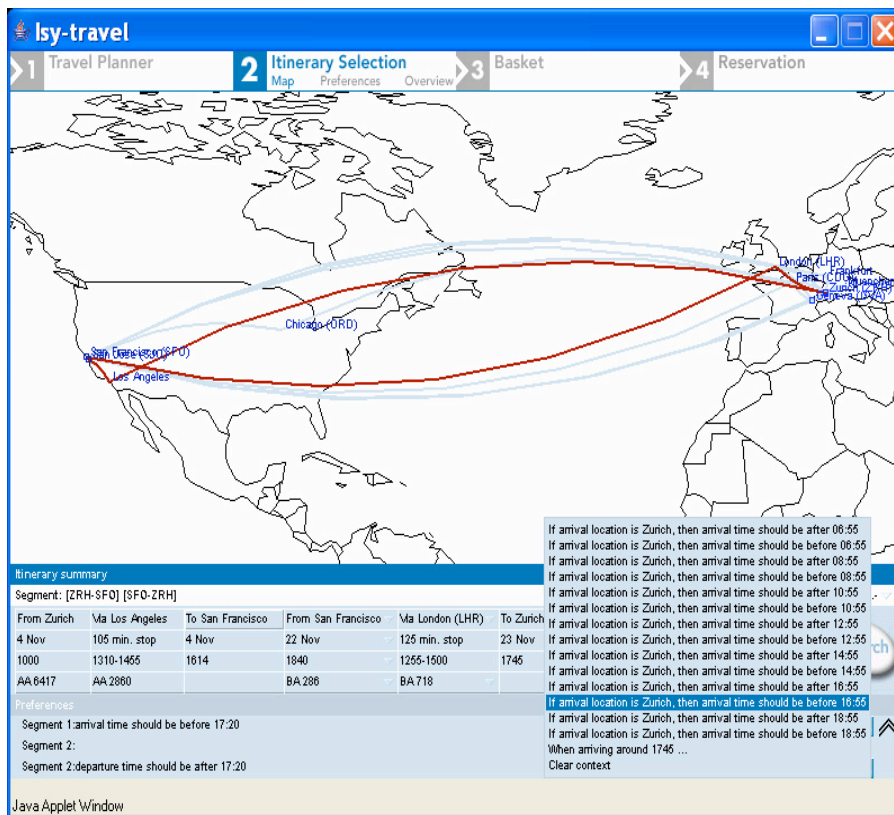 Isy-travel
1 Travel Planner
2 Itinerary Selection
3 Basket
4 Reservation
Map Preferences Overview
London (LHR)
Frankfurt
Paris (CDG)
Zurich
Geneva (GVA)
Chicago (ORD)
San Francisco (SFO)
Los Angeles
If arrival location is Zurich, then arrival time should be after 06:55
If arrival location is Zurich, then arrival time should be before 06:55
If arrival location is Zurich, then arrival time should be after 08:55
If arrival location is Zurich, then arrival time should be before 08:55
If arrival location is Zurich, then arrival time should be after 10:55
If arrival location is Zurich, then arrival time should be before 10:55
If arrival location is Zurich, then arrival time should be after 12:55
If arrival location is Zurich, then arrival time should be before 12:55
If arrival location is Zurich, then arrival time should be after 14:55
If arrival location is Zurich, then arrival time should be before 14:55
If arrival location is Zurich, then arrival time should be after 16:55
If arrival location is Zurich, then arrival time should be before 16:55
If arrival location is Zurich, then arrival time should be after 18:55
If arrival location is Zurich, then arrival time should be before 18:55
When arriving around 1745 ...
Clear context
Itinerary summary
Segment: [ZRH-SFO] [SFO-ZRH]
From Zurich Via Los Angeles To San Francisco From San Francisco Via London (LHR) To Zurich
4 Nov 105 min. stop 4 Nov 22 Nov 125 min. stop 23 Nov
1000 1310-1455 1614 1840 1255-1500 1745
AA 6417 AA 2860 BA 286 BA 718
rch
Preferences
Segment 1:arrival time should be before 17:20
Segment 2:
Segment 2:departure time should be after 17:20
Java Applet Window